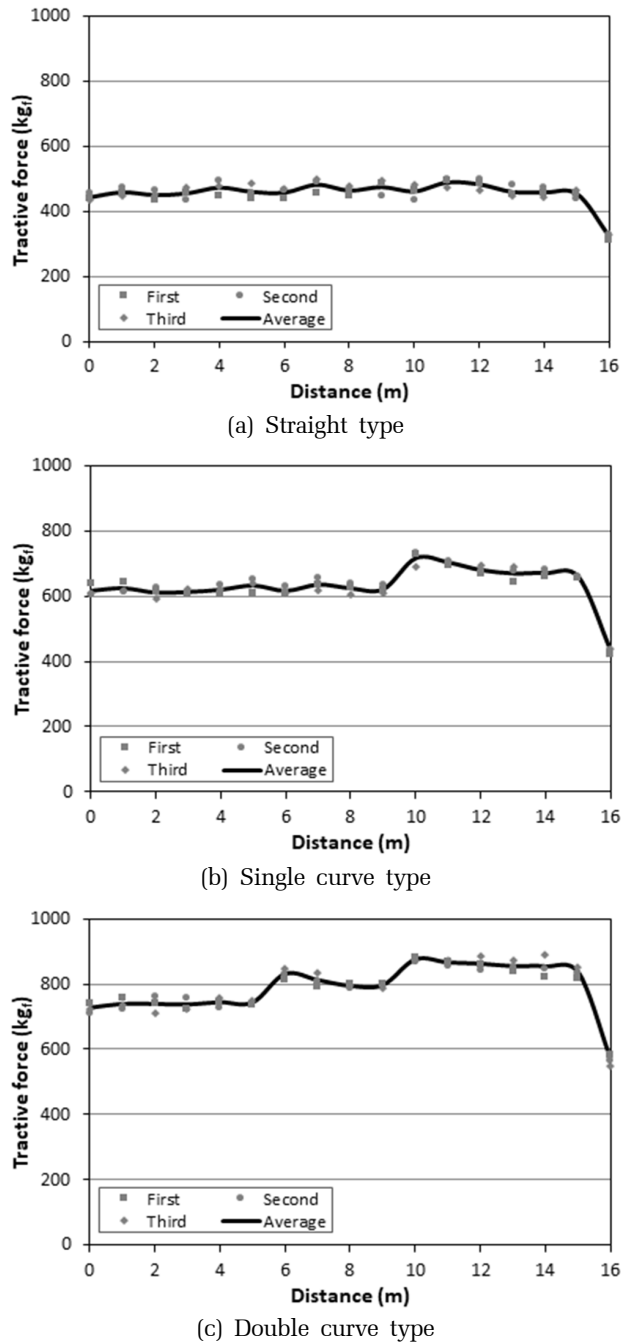 1000
800
600
400
200
0
Tractive force (kgf)
First Second
Third Average
0 2 4 6 8 10 12 14 16
Distance (m)
(a) Straight type
1000
800
600
400
200
0
Tractive force (kgf)
First Second
Third Average
0 2 4 6 8 10 12 14 16
Distance (m)
(b) Single curve type
1000
800
600
400
200
0
Tractive force (kgf)
First Second
Third Average
0 2 4 6 8 10 12 14 16
Distance (m)
(c) Double curve type